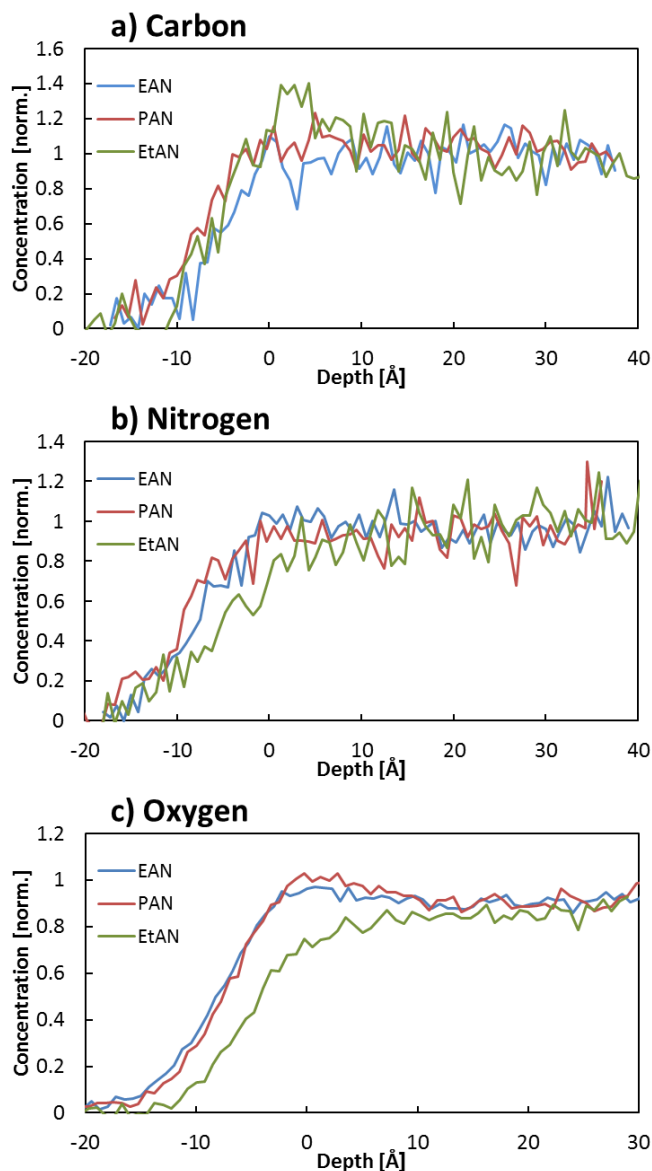 a) Carbon
Concentration [norm.]
1.6
1.4
1.2
1
0.8
0.6
0.4
0.2
0
EAN
PAN
EtAN
-20 -10 0 10 20 30 40
Depth [Å]
b) Nitrogen
Concentration [norm.]
1.4
1.2
1
0.8
0.6
0.4
0.2
0
EAN
PAN
EtAN
-20 -10 0 10 20 30 40
Depth [Å]
c) Oxygen
Concentration [norm.]
1.2
1
0.8
0.6
0.4
0.2
0
EAN
PAN
EtAN
-20 -10 0 10 20 30
Depth [Å]